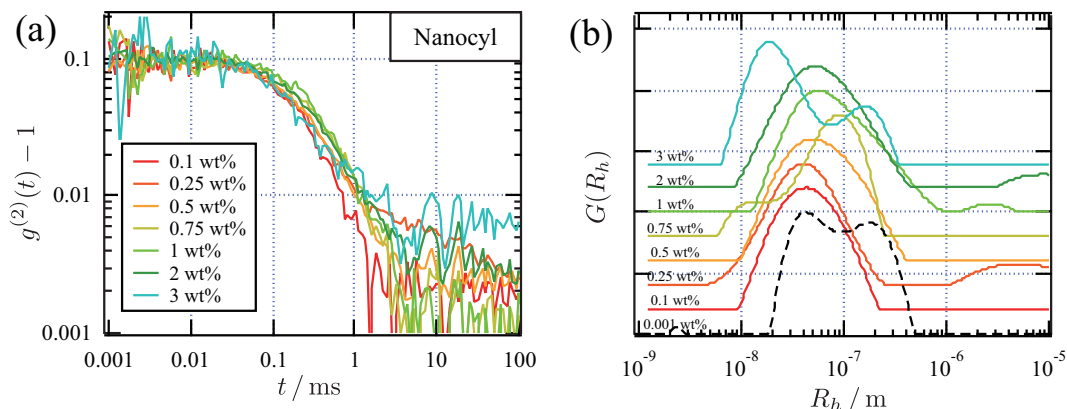 (a)
Nanocyl
g⁽²⁾(t) − 1
0.1
0.01
0.001
0.1 wt%
0.25 wt%
0.5 wt%
0.75 wt%
1 wt%
2 wt%
3 wt%
0.001 0.01 0.1 1 10 100
t / ms
(b)
G(Rₕ)
3 wt%
2 wt%
1 wt%
0.75 wt%
0.5 wt%
0.25 wt%
0.1 wt%
0.001 wt%
10⁻⁹ 10⁻⁸ 10⁻⁷ 10⁻⁶ 10⁻⁵
Rₕ / m